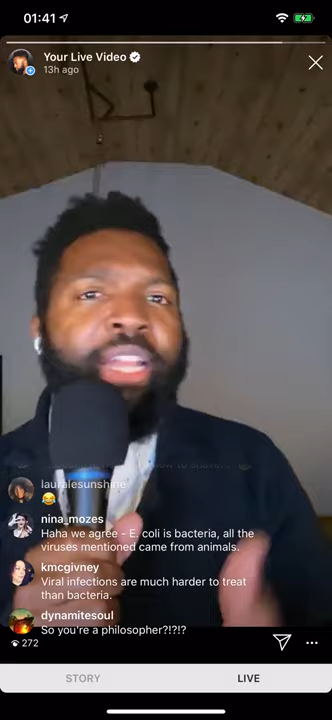 01:41
Your Live Video
13h ago
lauralesunshine
😂
nina_mozes
Haha we agree - E. coli is bacteria, all the
viruses mentioned came from animals.
kmcgivney
Viral infections are much harder to treat
than bacteria.
dynamitesoul
So you're a philosopher?!?!?
272
STORY
LIVE